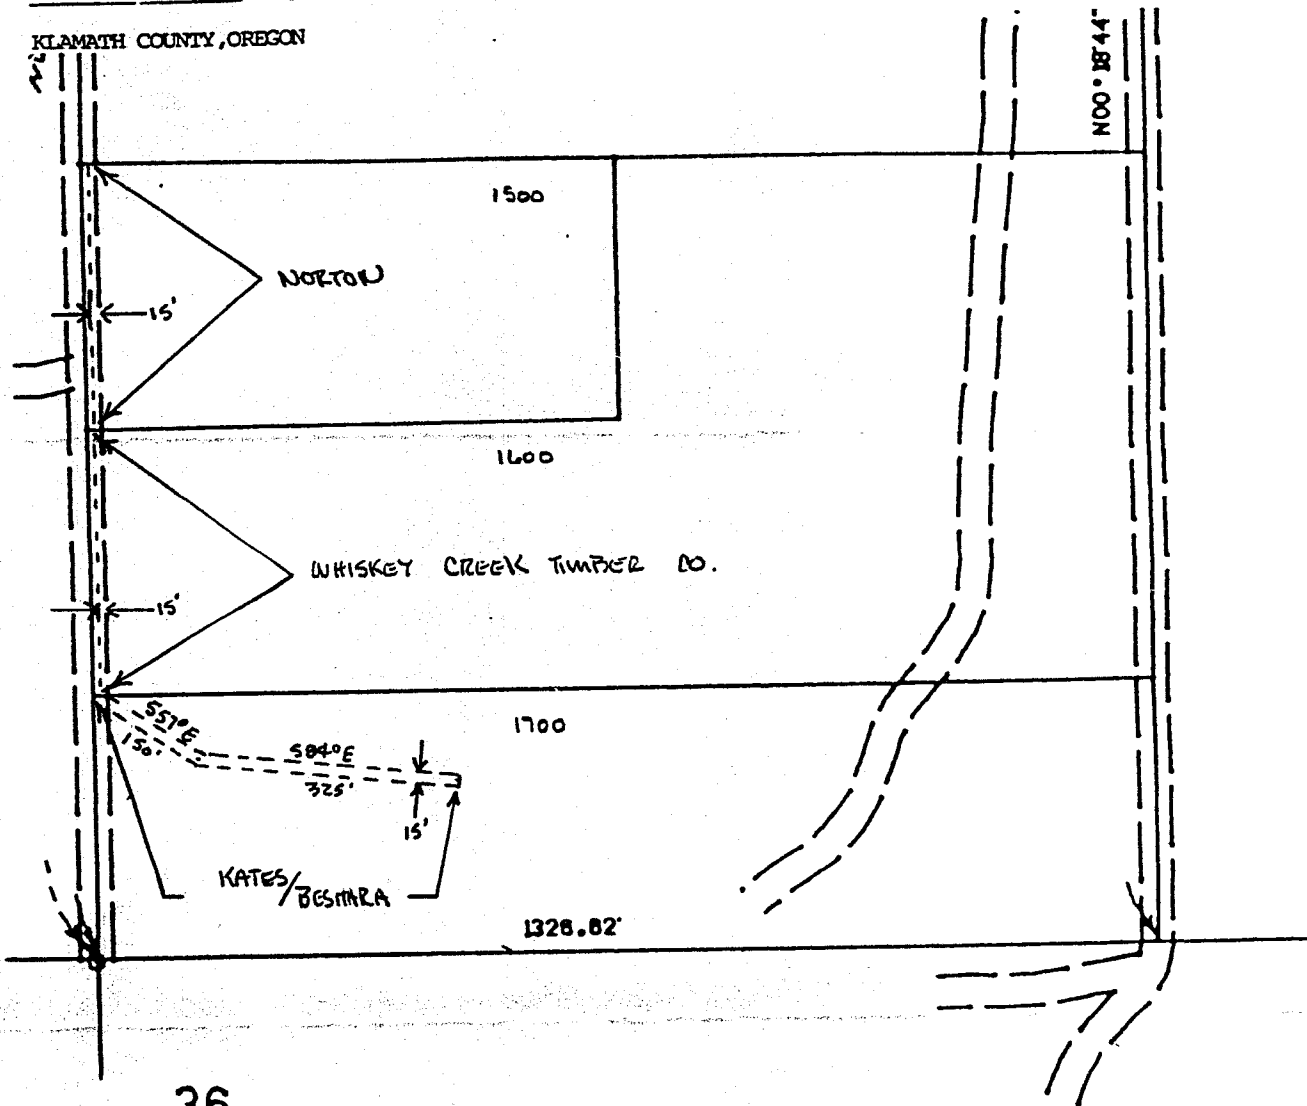 KLAMATH COUNTY, OREGON
N00°18'44"
1500
NORTON
15'
1600
WHISKEY CREEK TIMBER CO.
15'
1700
S57°E
150'
S84°E
325'
15'
KATES/BESMARA
1328.82'
36